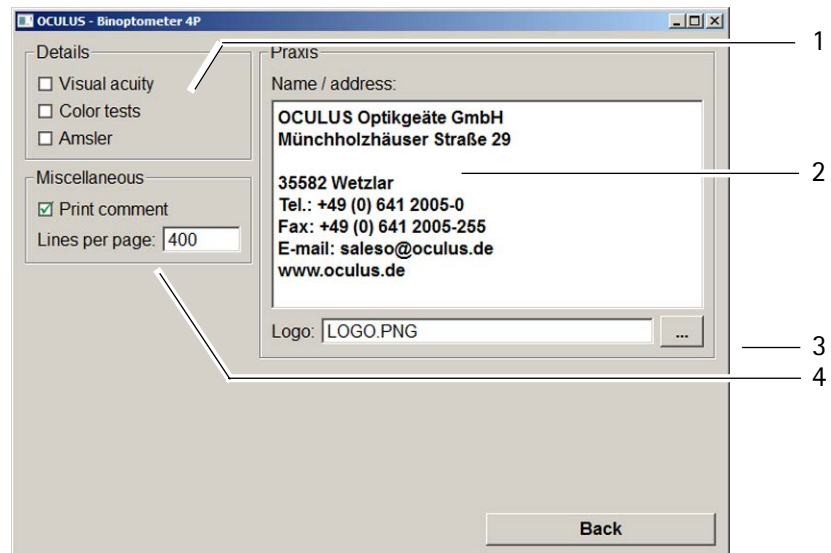 OCULUS - Binoptometer 4P
Details
Visual acuity
Color tests
Amsler
Miscellaneous
Print comment
Lines per page: 400
Praxis
Name / address:
OCULUS Optikgeäte GmbH
Münchholzhäuser Straße 29
35582 Wetzlar
Tel.: +49 (0) 641 2005-0
Fax: +49 (0) 641 2005-255
E-mail: saleso@oculus.de
www.oculus.de
Logo: LOGO.PNG ...
Back
1
2
3
4